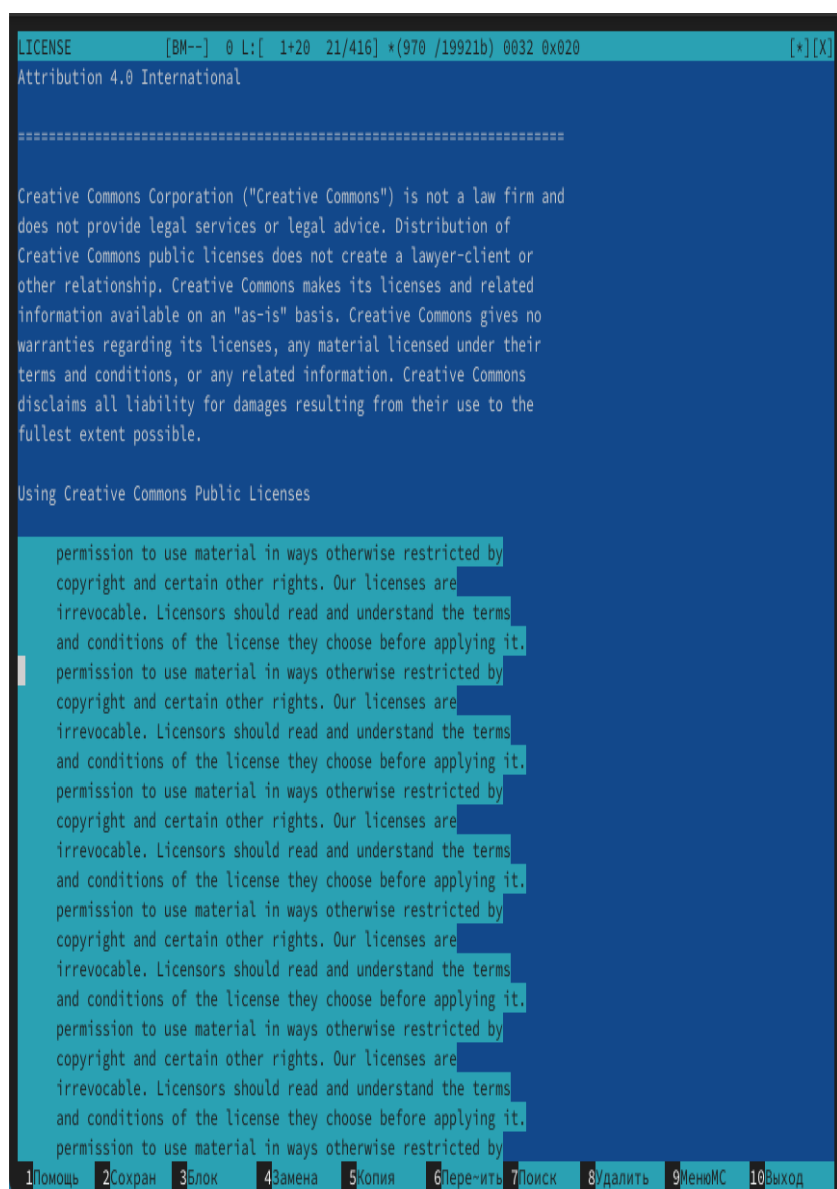 LICENSE [BM--] 0 L:[ 1+20 21/416] *(970 /19921b) 0032 0x020 [*][X]
Attribution 4.0 International
=======================================================================
Creative Commons Corporation ("Creative Commons") is not a law firm and
does not provide legal services or legal advice. Distribution of
Creative Commons public licenses does not create a lawyer-client or
other relationship. Creative Commons makes its licenses and related
information available on an "as-is" basis. Creative Commons gives no
warranties regarding its licenses, any material licensed under their
terms and conditions, or any related information. Creative Commons
disclaims all liability for damages resulting from their use to the
fullest extent possible.
Using Creative Commons Public Licenses
permission to use material in ways otherwise restricted by
copyright and certain other rights. Our licenses are
irrevocable. Licensors should read and understand the terms
and conditions of the license they choose before applying it.
permission to use material in ways otherwise restricted by
copyright and certain other rights. Our licenses are
irrevocable. Licensors should read and understand the terms
and conditions of the license they choose before applying it.
permission to use material in ways otherwise restricted by
copyright and certain other rights. Our licenses are
irrevocable. Licensors should read and understand the terms
and conditions of the license they choose before applying it.
permission to use material in ways otherwise restricted by
copyright and certain other rights. Our licenses are
irrevocable. Licensors should read and understand the terms
and conditions of the license they choose before applying it.
permission to use material in ways otherwise restricted by
copyright and certain other rights. Our licenses are
irrevocable. Licensors should read and understand the terms
and conditions of the license they choose before applying it.
permission to use material in ways otherwise restricted by
1Помощь 2Сохран 3Блок 4Замена 5Копия 6Пере~ить 7Поиск 8Удалить 9МенюMC 10Выход